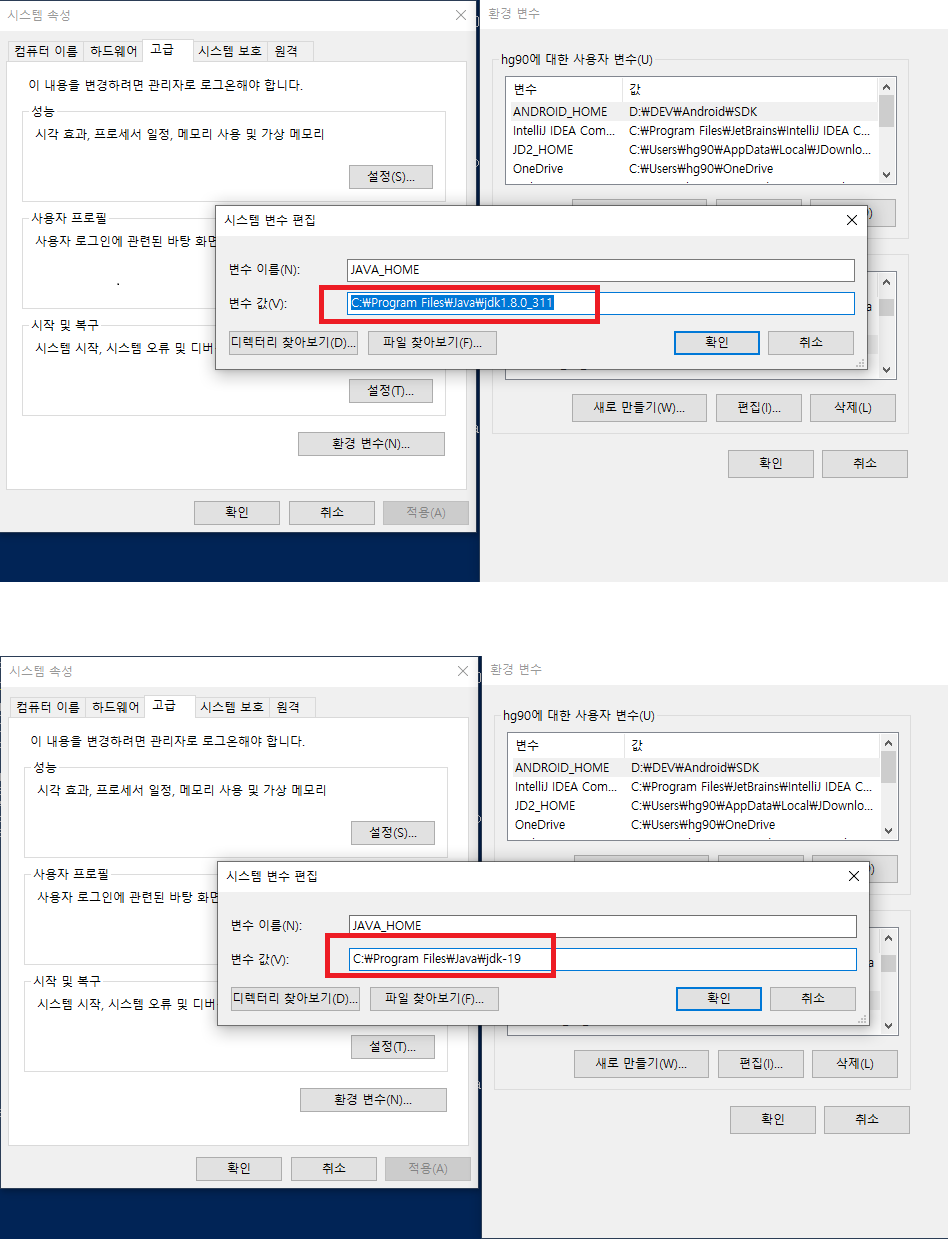 시스템 속성
컴퓨터 이름 하드웨어 고급 시스템 보호 원격
이 내용을 변경하려면 관리자로 로그온해야 합니다.
성능
시각 효과, 프로세서 일정, 메모리 사용 및 가상 메모리
설정(S)...
사용자 프로필
사용자 로그인에 관련된 바탕 화면
시작 및 복구
시스템 시작, 시스템 오류 및 디버
설정(T)...
환경 변수(N)...
확인 취소 적용(A)
환경 변수
hg90에 대한 사용자 변수(U)
변수 값
ANDROID_HOME D:₩DEV₩Android₩SDK
IntelliJ IDEA Com... C:₩Program Files₩JetBrains₩IntelliJ IDEA C...
JD2_HOME C:₩Users₩hg90₩AppData₩Local₩JDownlo...
OneDrive C:₩Users₩hg90₩OneDrive
시스템 변수 편집
변수 이름(N): JAVA_HOME
변수 값(V): C:₩Program Files₩Java₩jdk1.8.0_311
디렉터리 찾아보기(D)... 파일 찾아보기(F)... 확인 취소
새로 만들기(W)... 편집(I)... 삭제(L)
확인 취소
시스템 속성
컴퓨터 이름 하드웨어 고급 시스템 보호 원격
이 내용을 변경하려면 관리자로 로그온해야 합니다.
성능
시각 효과, 프로세서 일정, 메모리 사용 및 가상 메모리
설정(S)...
사용자 프로필
사용자 로그인에 관련된 바탕 화면
시작 및 복구
시스템 시작, 시스템 오류 및 디버
설정(T)...
환경 변수(N)...
확인 취소 적용(A)
환경 변수
hg90에 대한 사용자 변수(U)
변수 값
ANDROID_HOME D:₩DEV₩Android₩SDK
IntelliJ IDEA Com... C:₩Program Files₩JetBrains₩IntelliJ IDEA C...
JD2_HOME C:₩Users₩hg90₩AppData₩Local₩JDownlo...
OneDrive C:₩Users₩hg90₩OneDrive
시스템 변수 편집
변수 이름(N): JAVA_HOME
변수 값(V): C:₩Program Files₩Java₩jdk-19
디렉터리 찾아보기(D)... 파일 찾아보기(F)... 확인 취소
새로 만들기(W)... 편집(I)... 삭제(L)
확인 취소